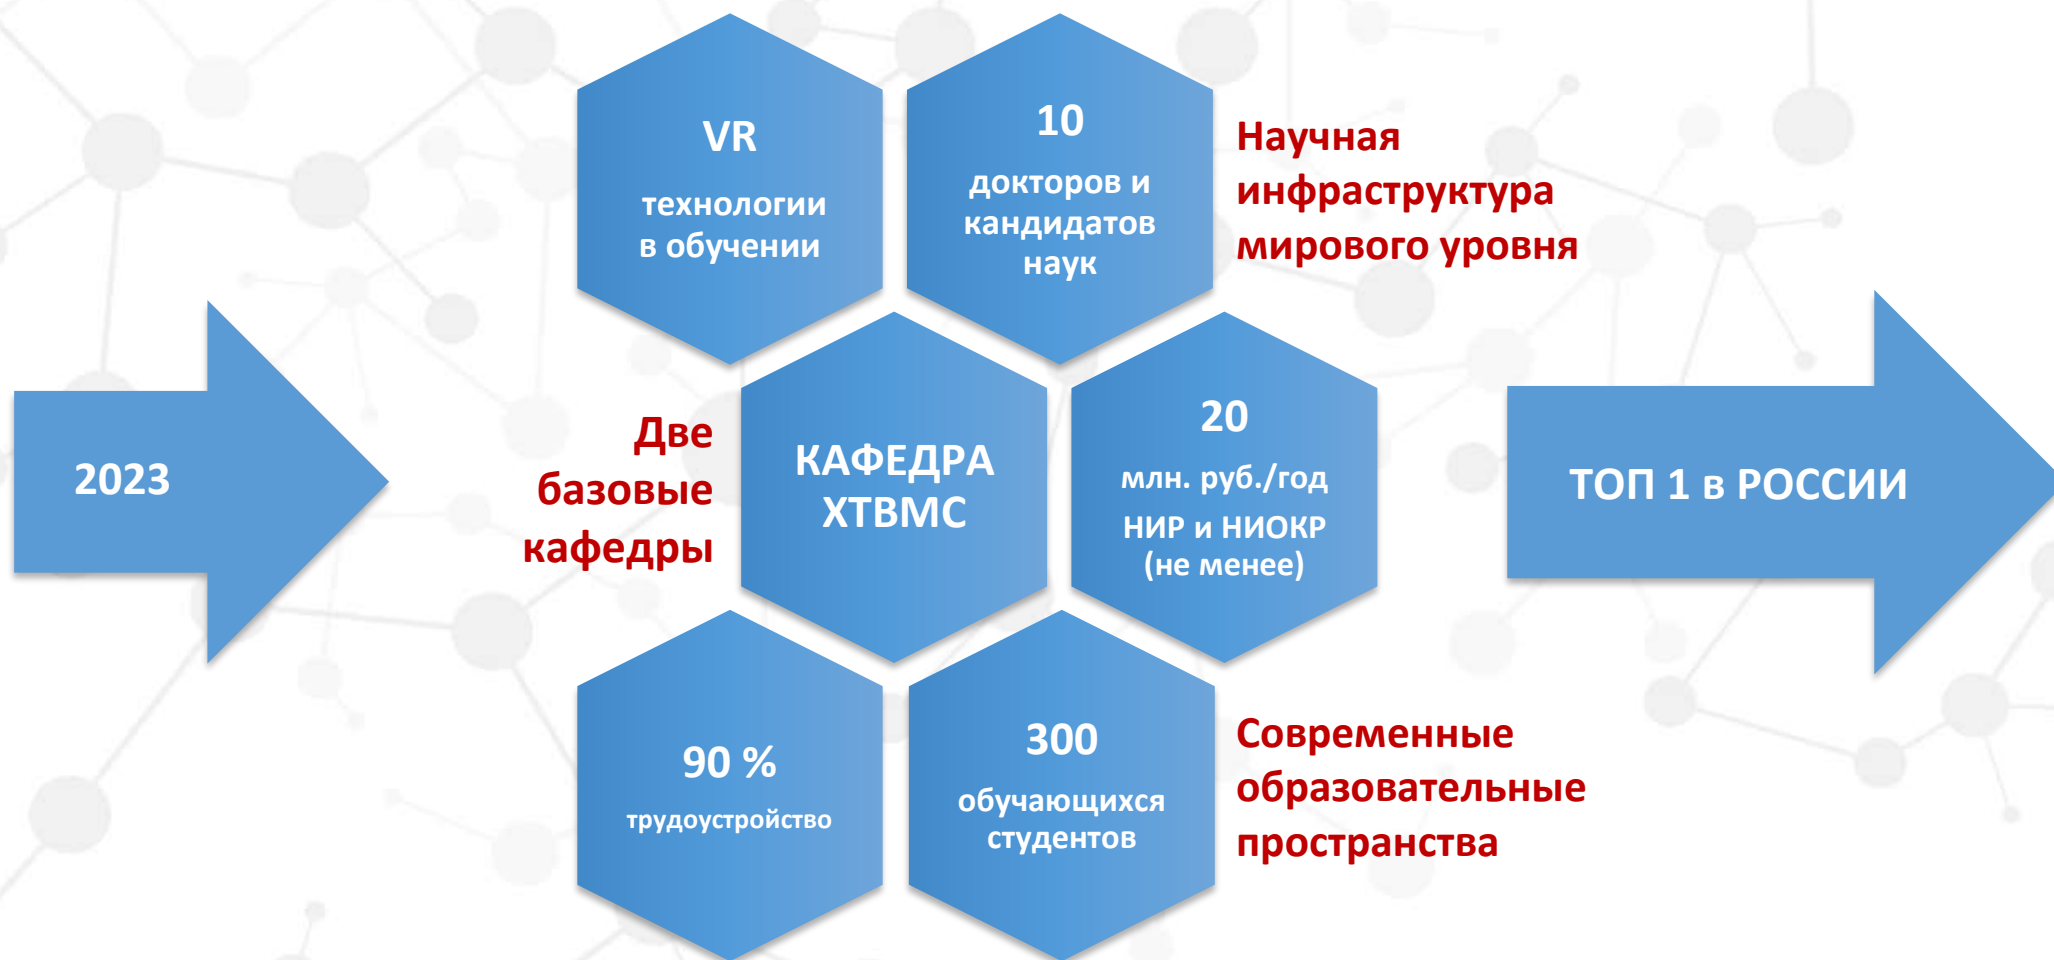 VR
технологии
в обучении
10
докторов и
кандидатов
наук
Научная
инфраструктура
мирового уровня
2023
Две
базовые
кафедры
КАФЕДРА
ХТВМС
20
млн. руб./год
НИР и НИОКР
(не менее)
ТОП 1 в РОССИИ
90 %
трудоустройство
300
обучающихся
студентов
Современные
образовательные
пространства